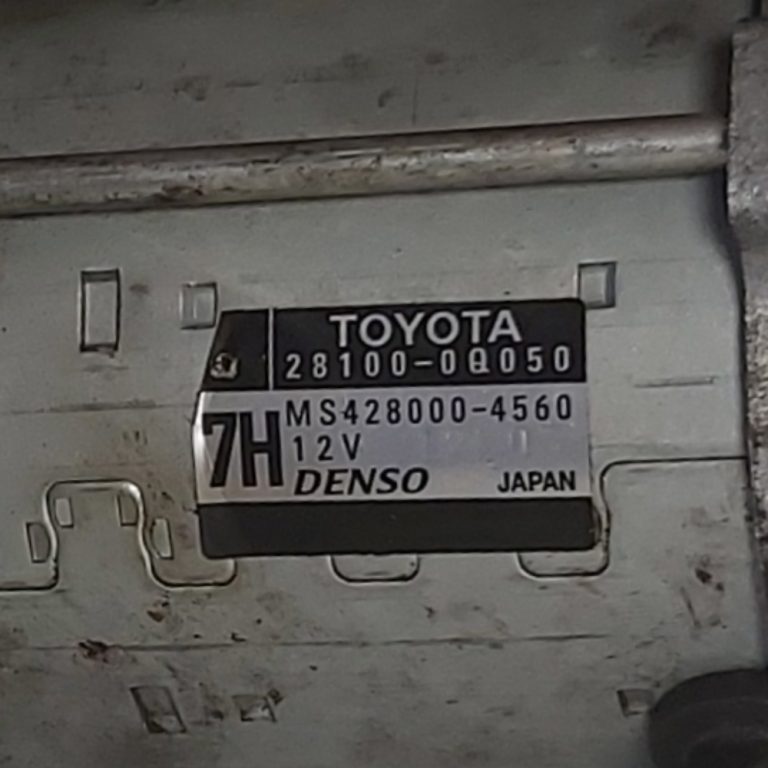 TOYOTA
28100-0Q050
7H
MS428000-4560
12V
DENSO JAPAN